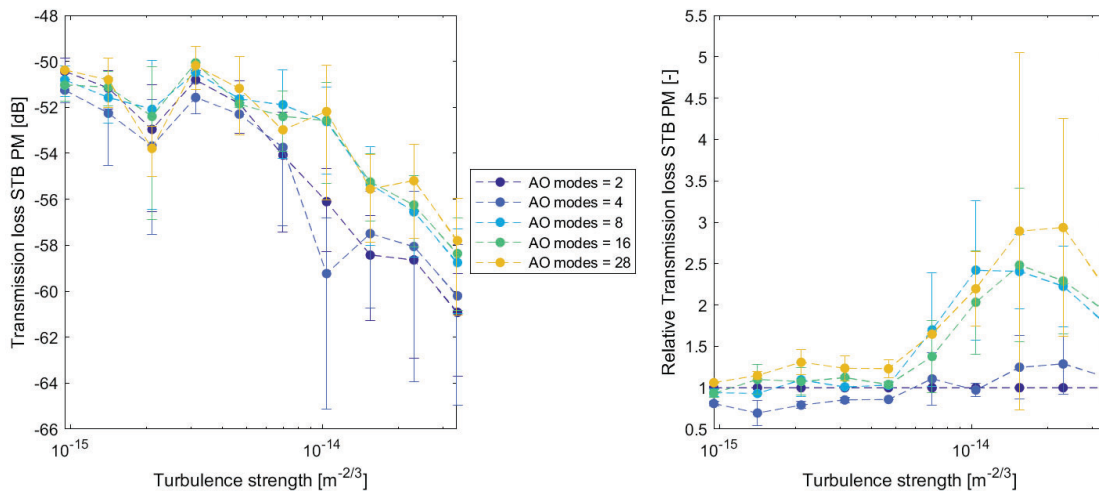 -48
-50
-52
-54
-56
-58
-60
-62
-64
-66
Transmission loss STB PM [dB]
10-15
10-14
Turbulence strength [m-2/3]
AO modes = 2
AO modes = 4
AO modes = 8
AO modes = 16
AO modes = 28
5.5
5
4.5
4
3.5
3
2.5
2
1.5
1
0.5
Relative Transmission loss STB PM [-]
10-15
10-14
Turbulence strength [m-2/3]